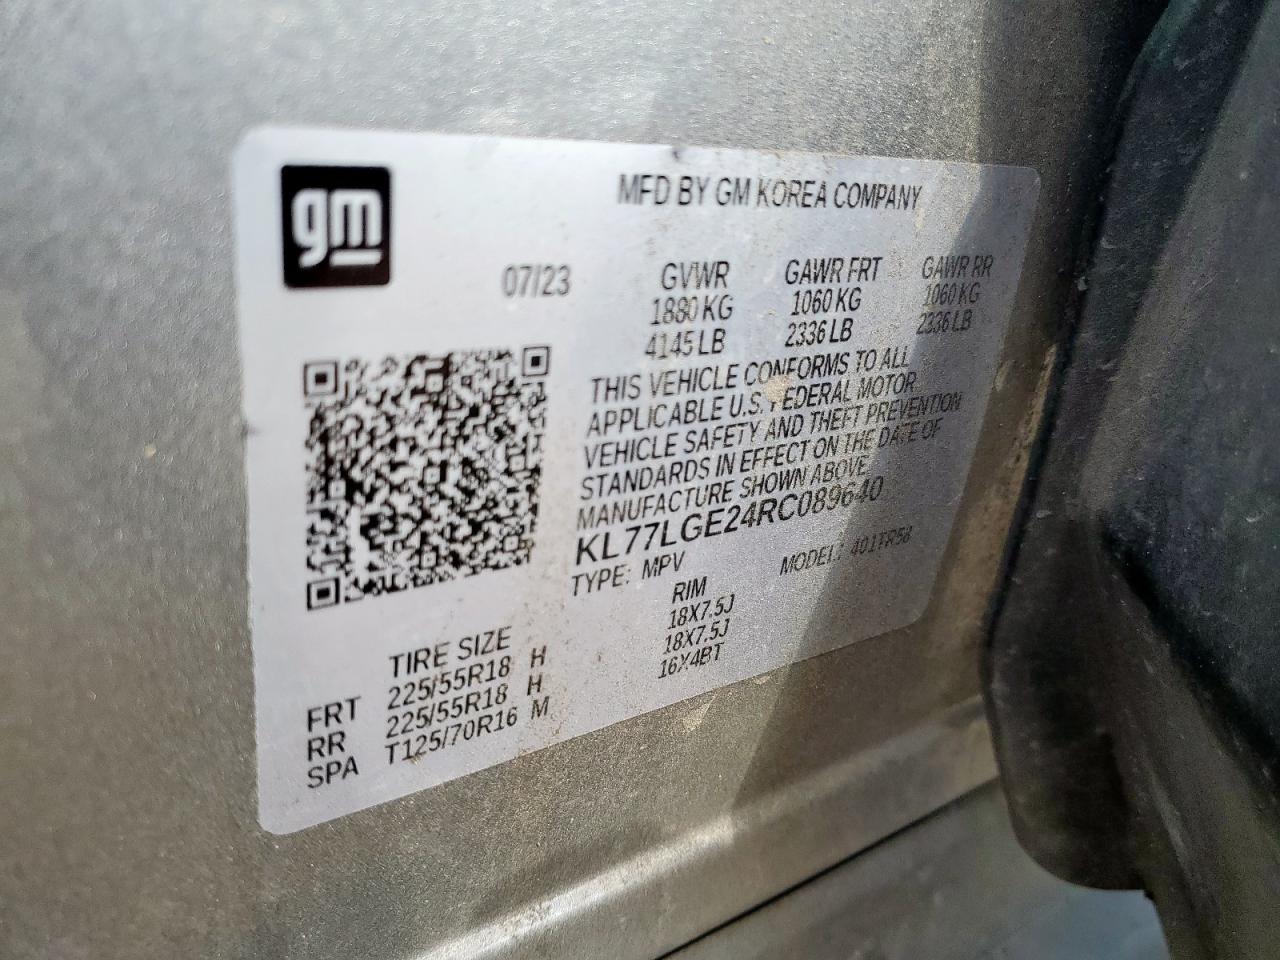 gm
MFD BY GM KOREA COMPANY
07/23 GVWR GAWR FRT GAWR RR
1880 KG 1060 KG 1060 KG
4145 LB 2336 LB 2336 LB
THIS VEHICLE CONFORMS TO ALL
APPLICABLE U.S. FEDERAL MOTOR
VEHICLE SAFETY AND THEFT PREVENTION
STANDARDS IN EFFECT ON THE DATE OF
MANUFACTURE SHOWN ABOVE
KL77LGE24RC089640
TYPE: MPV MODEL: 401TR58
TIRE SIZE RIM
FRT 225/55R18 H 18X7.5J
RR 225/55R18 H 18X7.5J
SPA T125/70R16 M 16X4BT